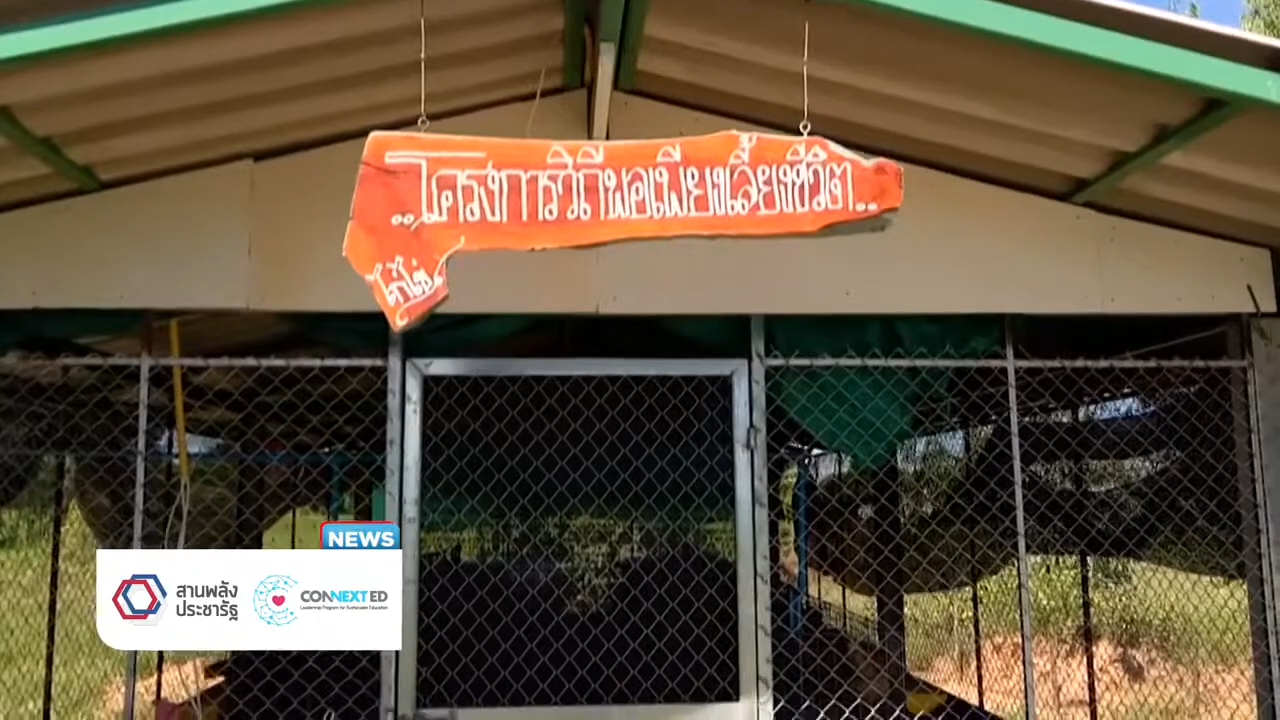 ..โครงการวิถีพอเพียงเลี้ยงชีวิต..
ไก่ไข่
NEWS
สานพลัง
ประชารัฐ
CONNEXT ED
Leadership Program for Sustainable Education